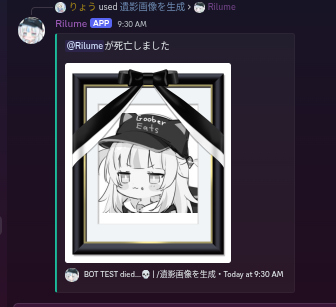 りょう used 遺影画像を生成 › Rilume
Rilume APP 9:30 AM
@Rilume が死亡しました
Goober
Eats
BOT TEST died...💀 | /遺影画像を生成 • Today at 9:30 AM